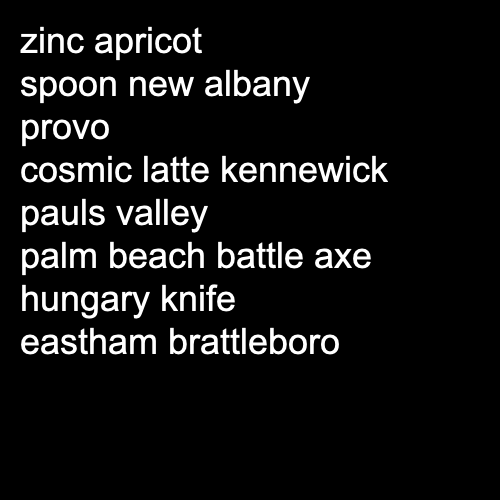 zinc apricot
spoon new albany
provo
cosmic latte kennewick
pauls valley
palm beach battle axe
hungary knife
eastham brattleboro